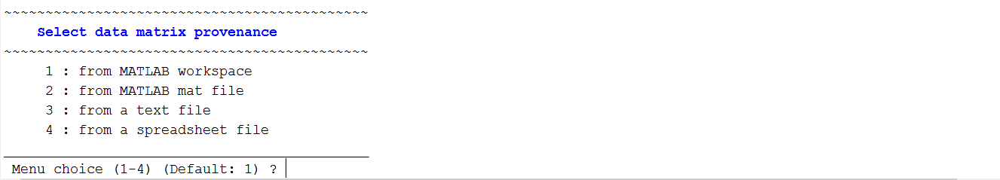 ~~~~~~~~~~~~~~~~~~~~~~~~~~~~~~~~~~~~~~~~~~~~
Select data matrix provenance
~~~~~~~~~~~~~~~~~~~~~~~~~~~~~~~~~~~~~~~~~~~~
1 : from MATLAB workspace
2 : from MATLAB mat file
3 : from a text file
4 : from a spreadsheet file
____________________________________________
Menu choice (1-4) (Default: 1) ?